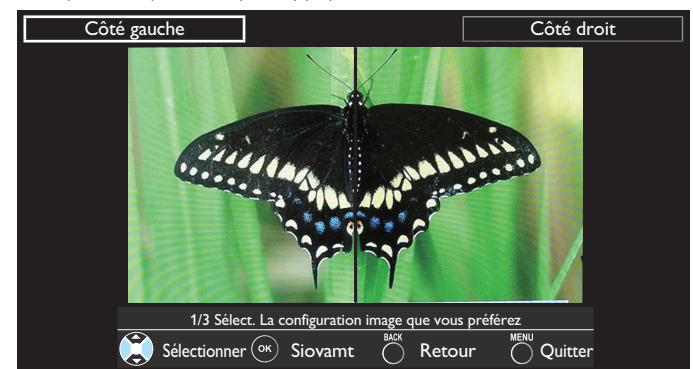 Côté gauche
Côté droit
1/3 Sélect. La configuration image que vous préférez
Sélectionner OK Siovamt BACK Retour MENU Quitter